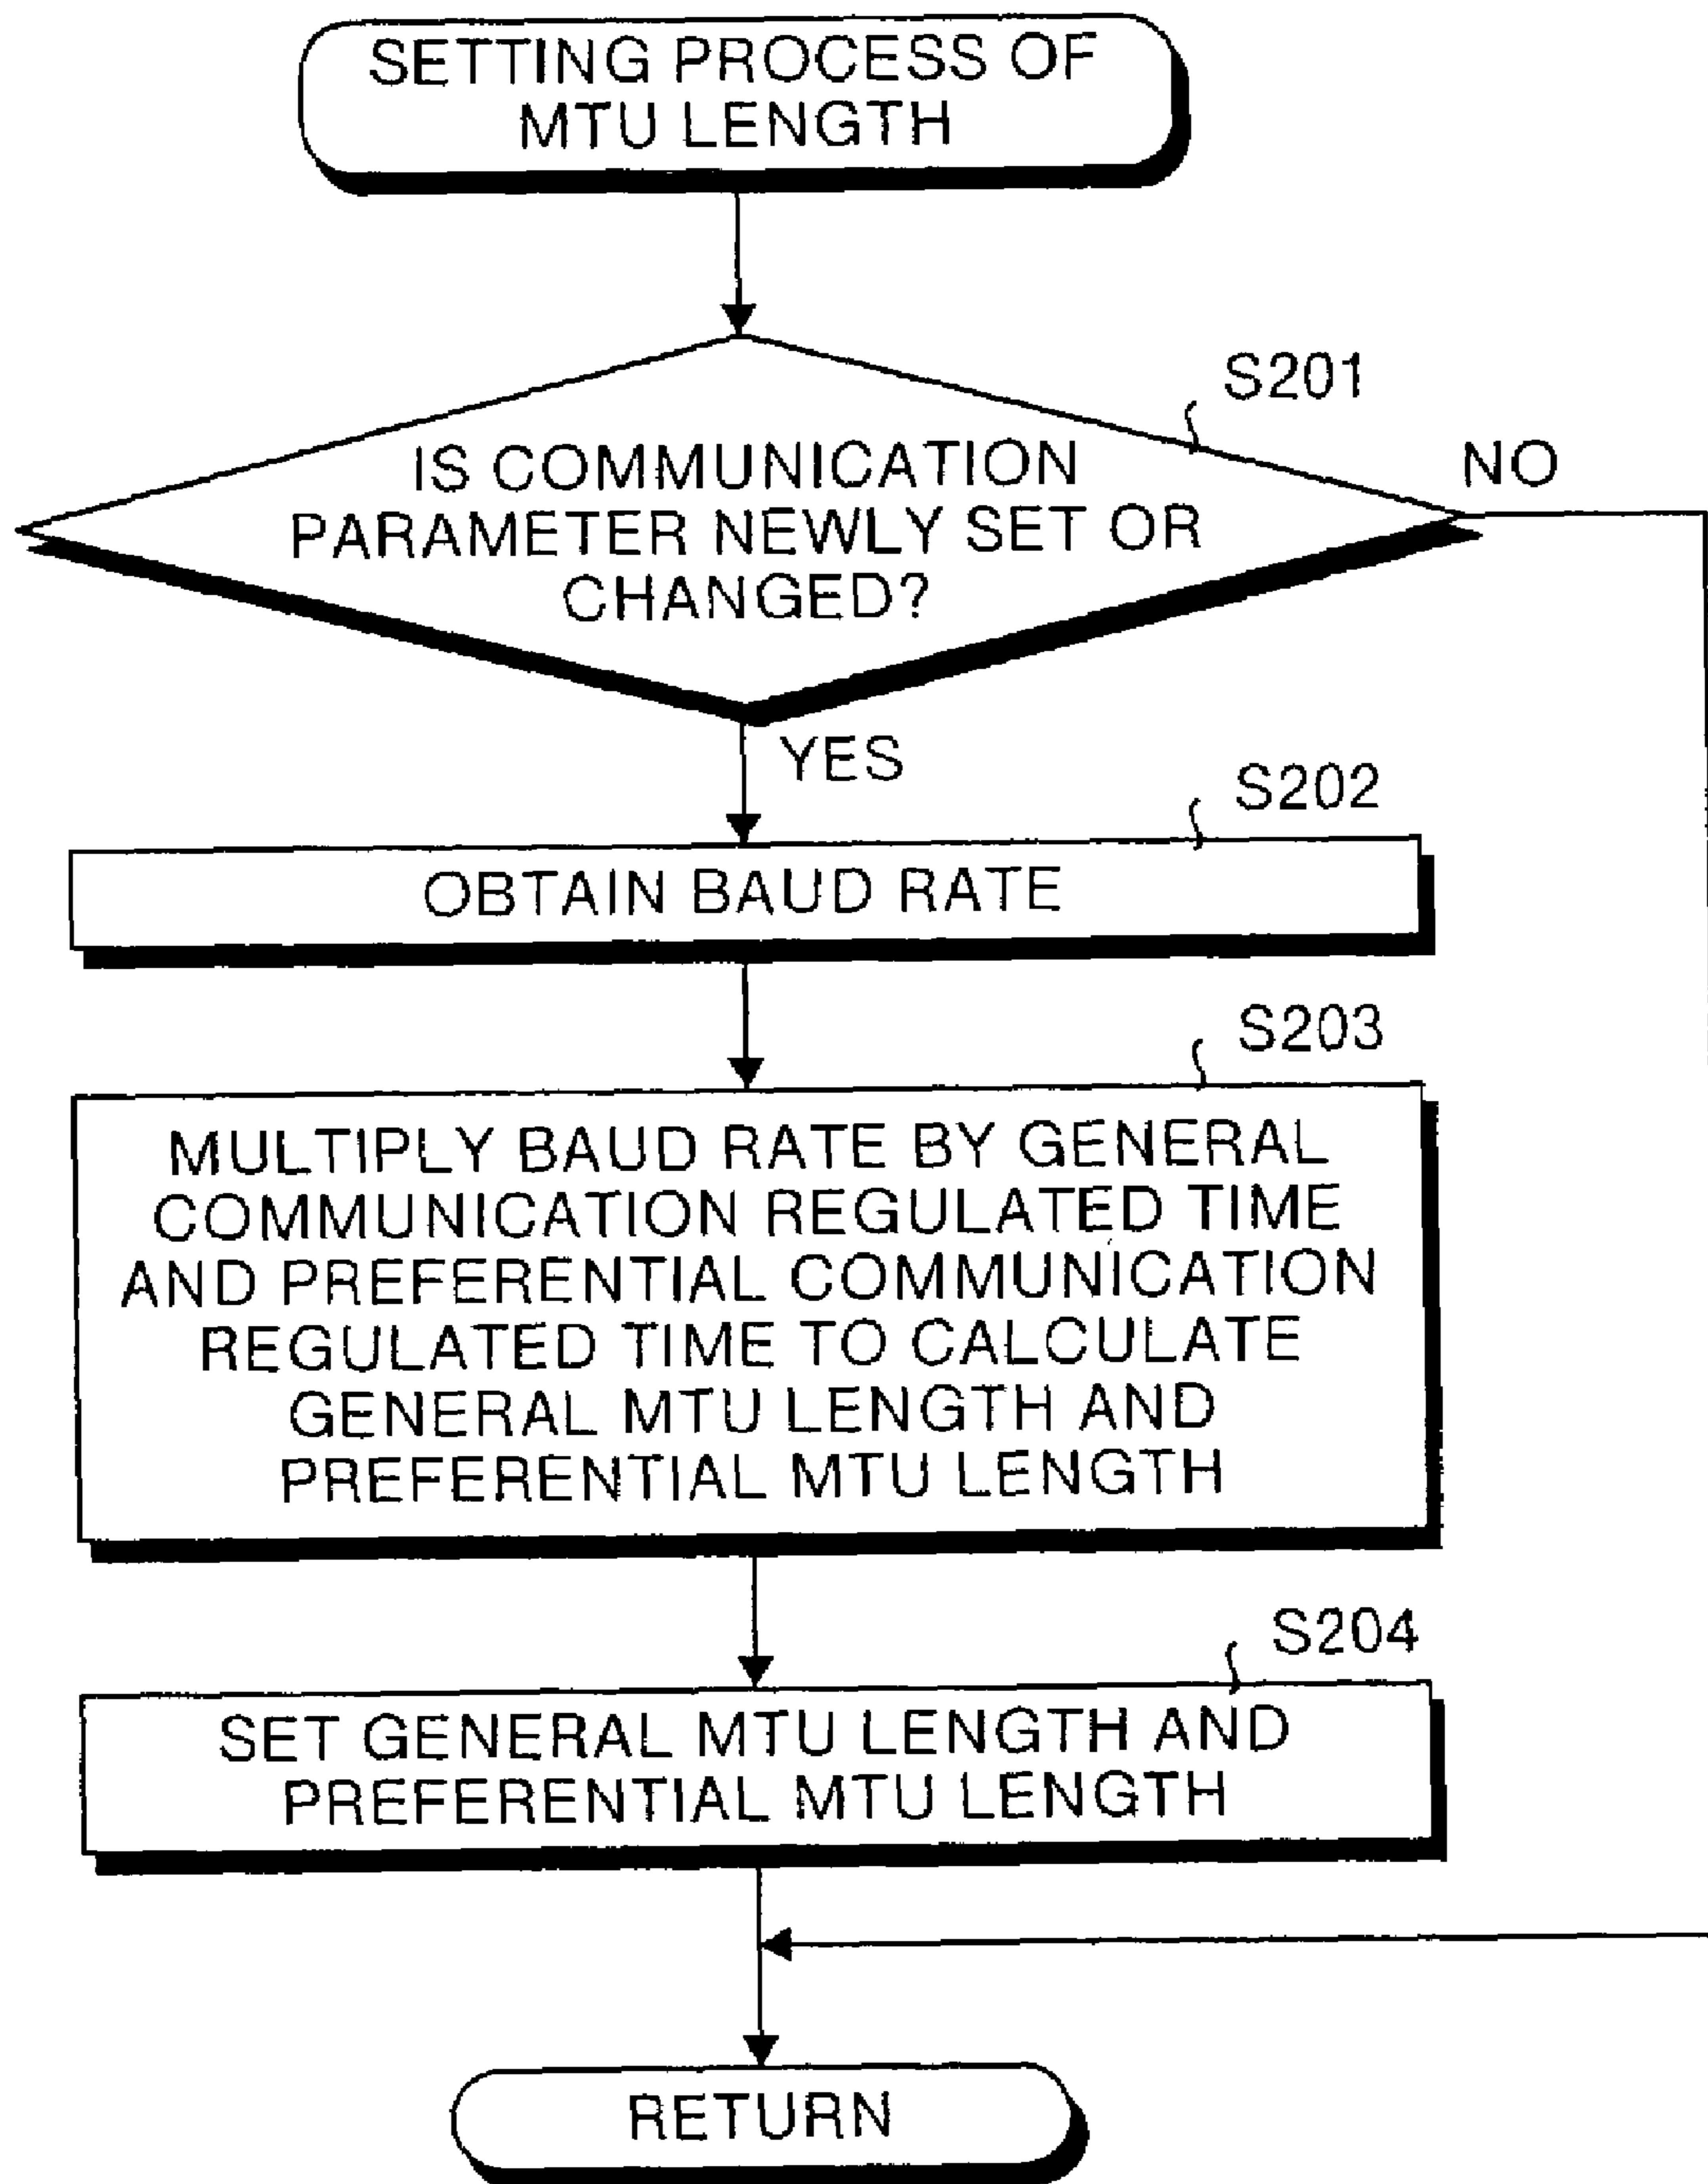 SETTING PROCESS OF
MTU LENGTH
S201
IS COMMUNICATION
PARAMETER NEWLY SET OR
CHANGED?
NO
YES
S202
OBTAIN BAUD RATE
S203
MULTIPLY BAUD RATE BY GENERAL
COMMUNICATION REGULATED TIME
AND PREFERENTIAL COMMUNICATION
REGULATED TIME TO CALCULATE
GENERAL MTU LENGTH AND
PREFERENTIAL MTU LENGTH
S204
SET GENERAL MTU LENGTH AND
PREFERENTIAL MTU LENGTH
RETURN